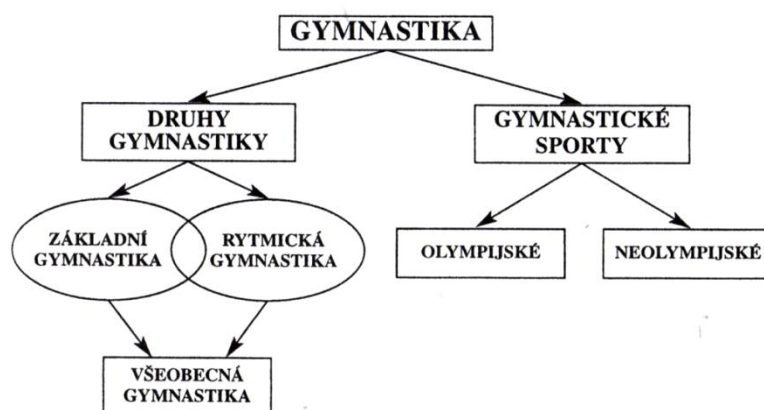 GYMNASTIKA
DRUHY
GYMNASTIKY
GYMNASTICKÉ
SPORTY
ZÁKLADNÍ
GYMNASTIKA
RYTMICKÁ
GYMNASTIKA
OLYMPIJSKÉ
NEOLYMPIJSKÉ
VŠEOBECNÁ
GYMNASTIKA